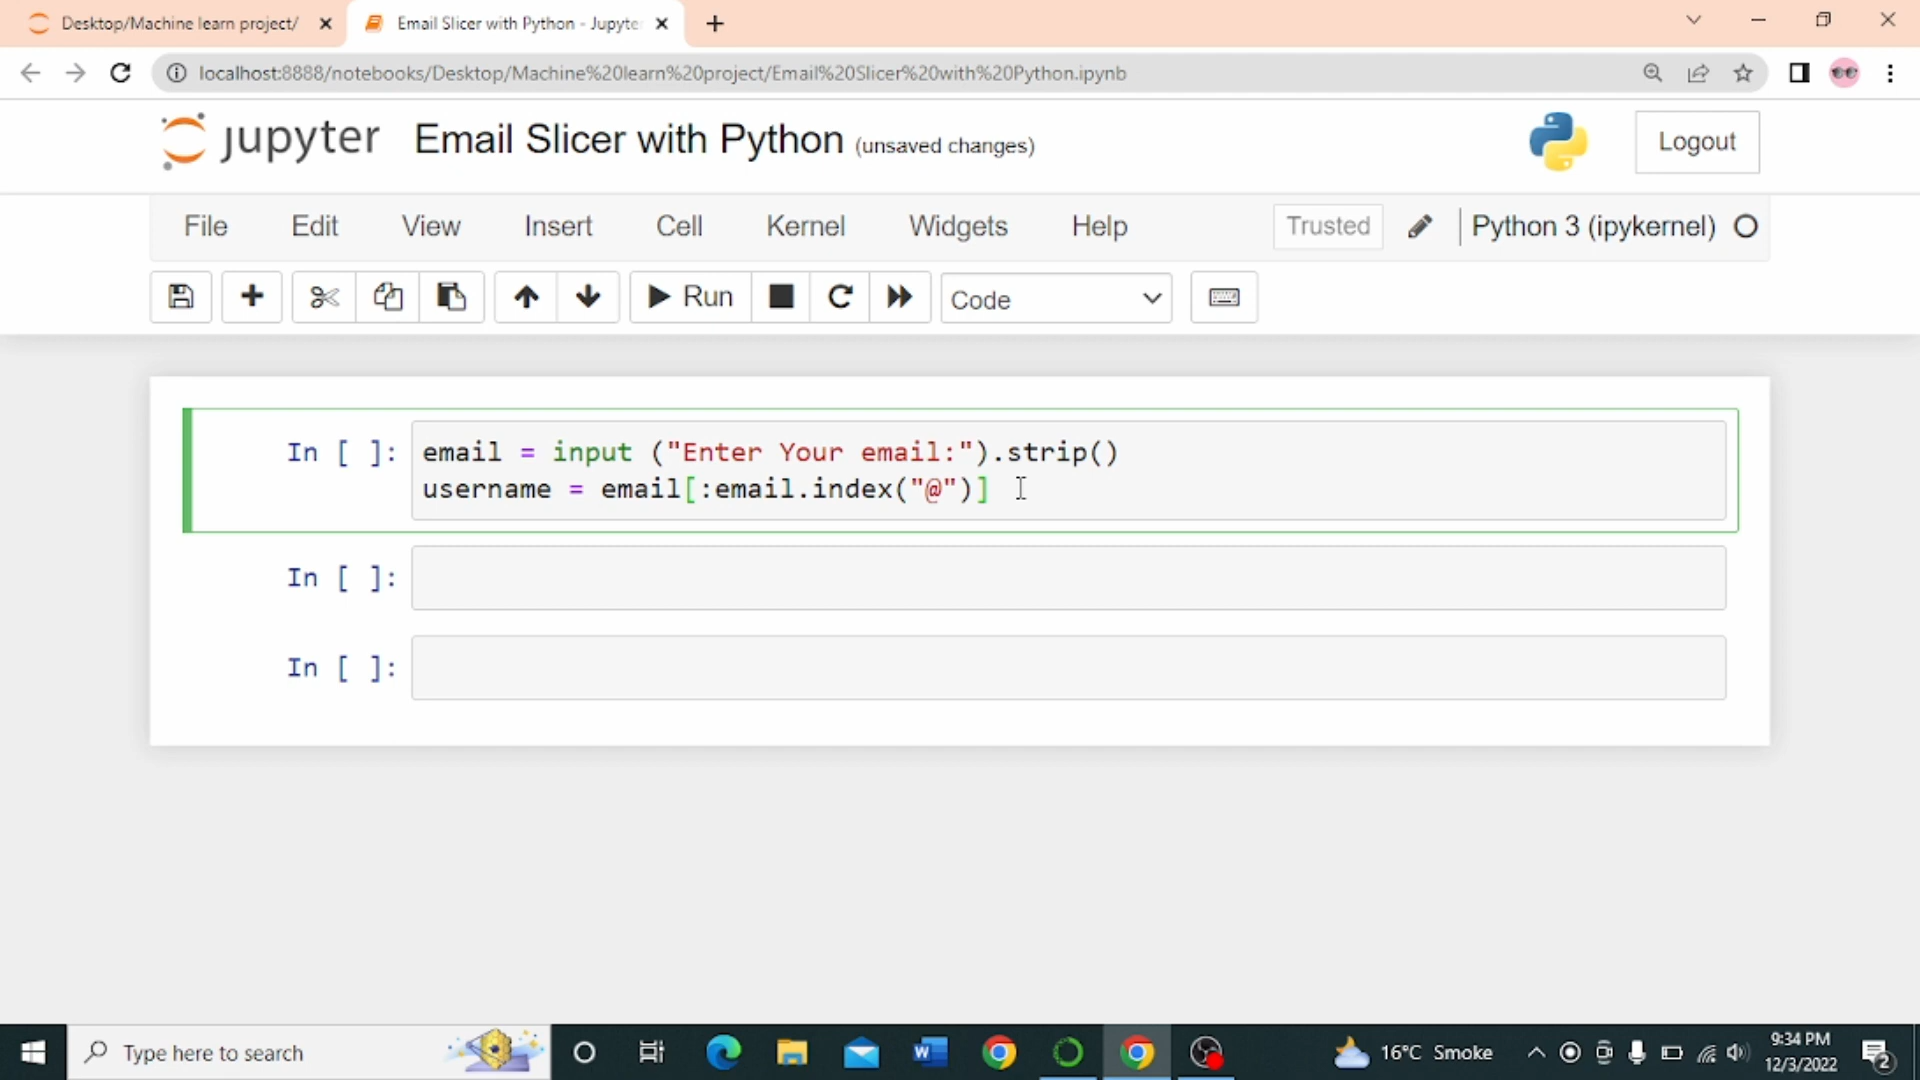 Desktop/Machine learn project/
Email Slicer with Python - Jupyte
localhost:8888/notebooks/Desktop/Machine%20learn%20project/Email%20Slicer%20with%20Python.ipynb
jupyter Email Slicer with Python (unsaved changes)
Logout
File Edit View Insert Cell Kernel Widgets Help Trusted Python 3 (ipykernel)
Run Code
In [ ]: email = input ("Enter Your email:").strip()
username = email[:email.index("@")]
In [ ]:
In [ ]:
Type here to search
16°C Smoke
9:34 PM
12/3/2022
2